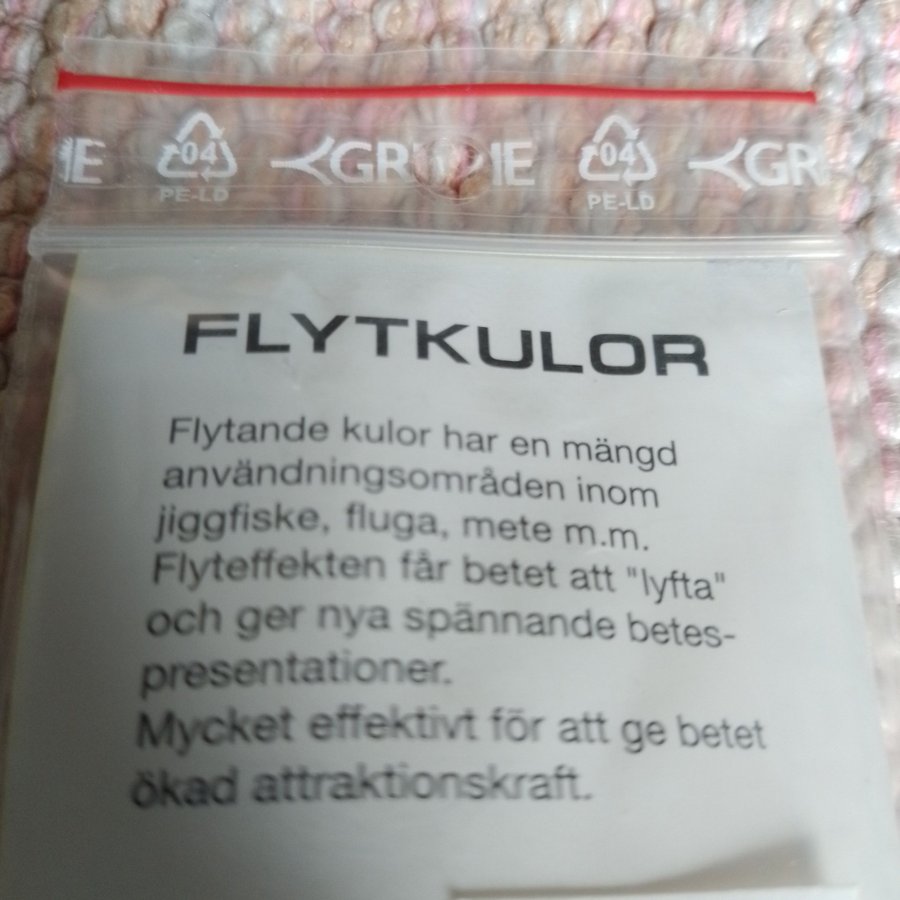 04 04
PE-LD PE-LD
FLYTKULOR
Flytande kulor har en mängd
användningsområden inom
jiggfiske, fluga, mete m.m.
Flyteffekten får betet att "lyfta"
och ger nya spännande betes-
presentationer.
Mycket effektivt för att ge betet
ökad attraktionskraft.